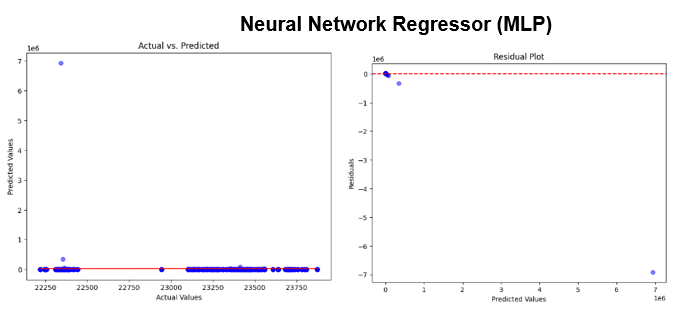 Neural Network Regressor (MLP)
Actual vs. Predicted
1e6
7
6
5
4
3
2
1
0
Predicted Values
22250 22500 22750 23000 23250 23500 23750
Actual Values
Residual Plot
1e6
0
−1
−2
−3
−4
−5
−6
−7
Residuals
0 1 2 3 4 5 6 7
1e6
Predicted Values